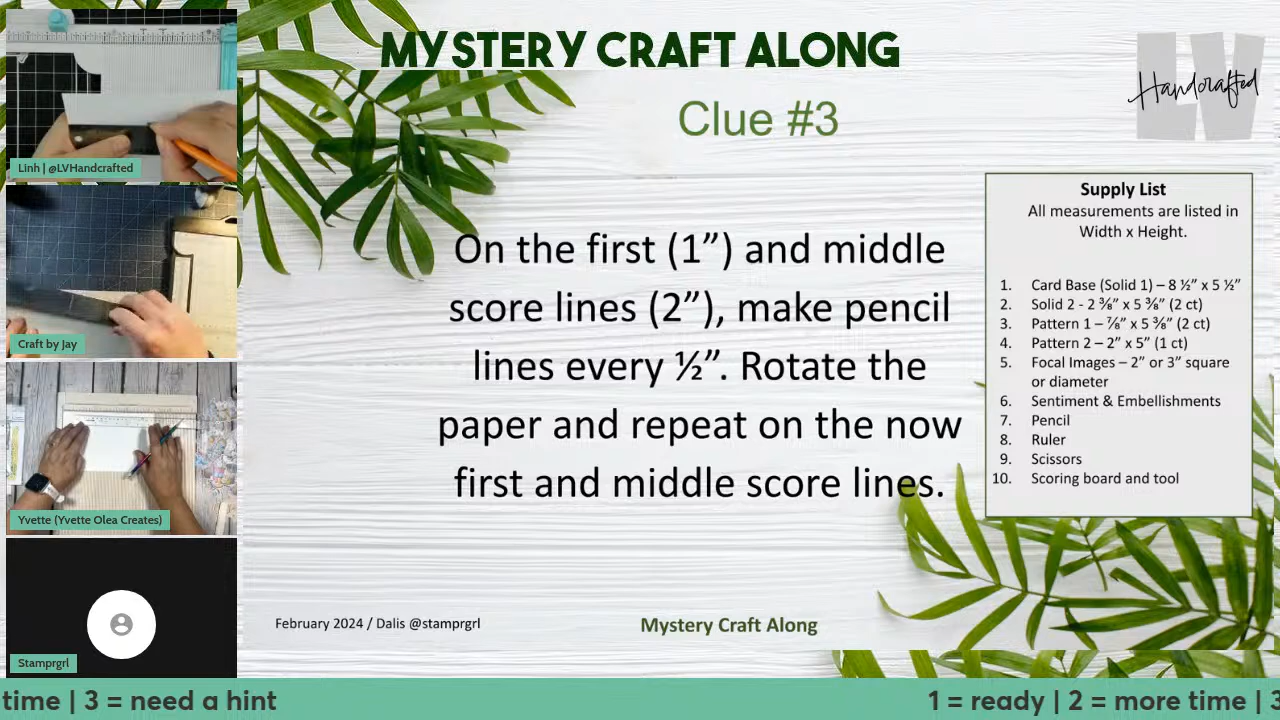 MYSTERY CRAFT ALONG
Clue #3
Handcrafted
Linh | @LVHandcrafted
Craft by Jay
Yvette (Yvette Olea Creates)
Stamprgrl
On the first (1”) and middle
score lines (2”), make pencil
lines every ½”. Rotate the
paper and repeat on the now
first and middle score lines.
Supply List
All measurements are listed in
Width x Height.
1. Card Base (Solid 1) – 8 ½” x 5 ½”
2. Solid 2 - 2 ⅜” x 5 ⅜” (2 ct)
3. Pattern 1 – ⅞” x 5 ⅜” (2 ct)
4. Pattern 2 – 2” x 5” (1 ct)
5. Focal Images – 2” or 3” square
or diameter
6. Sentiment & Embellishments
7. Pencil
8. Ruler
9. Scissors
10. Scoring board and tool
February 2024 / Dalis @stamprgrl
Mystery Craft Along
time | 3 = need a hint
1 = ready | 2 = more time | 3